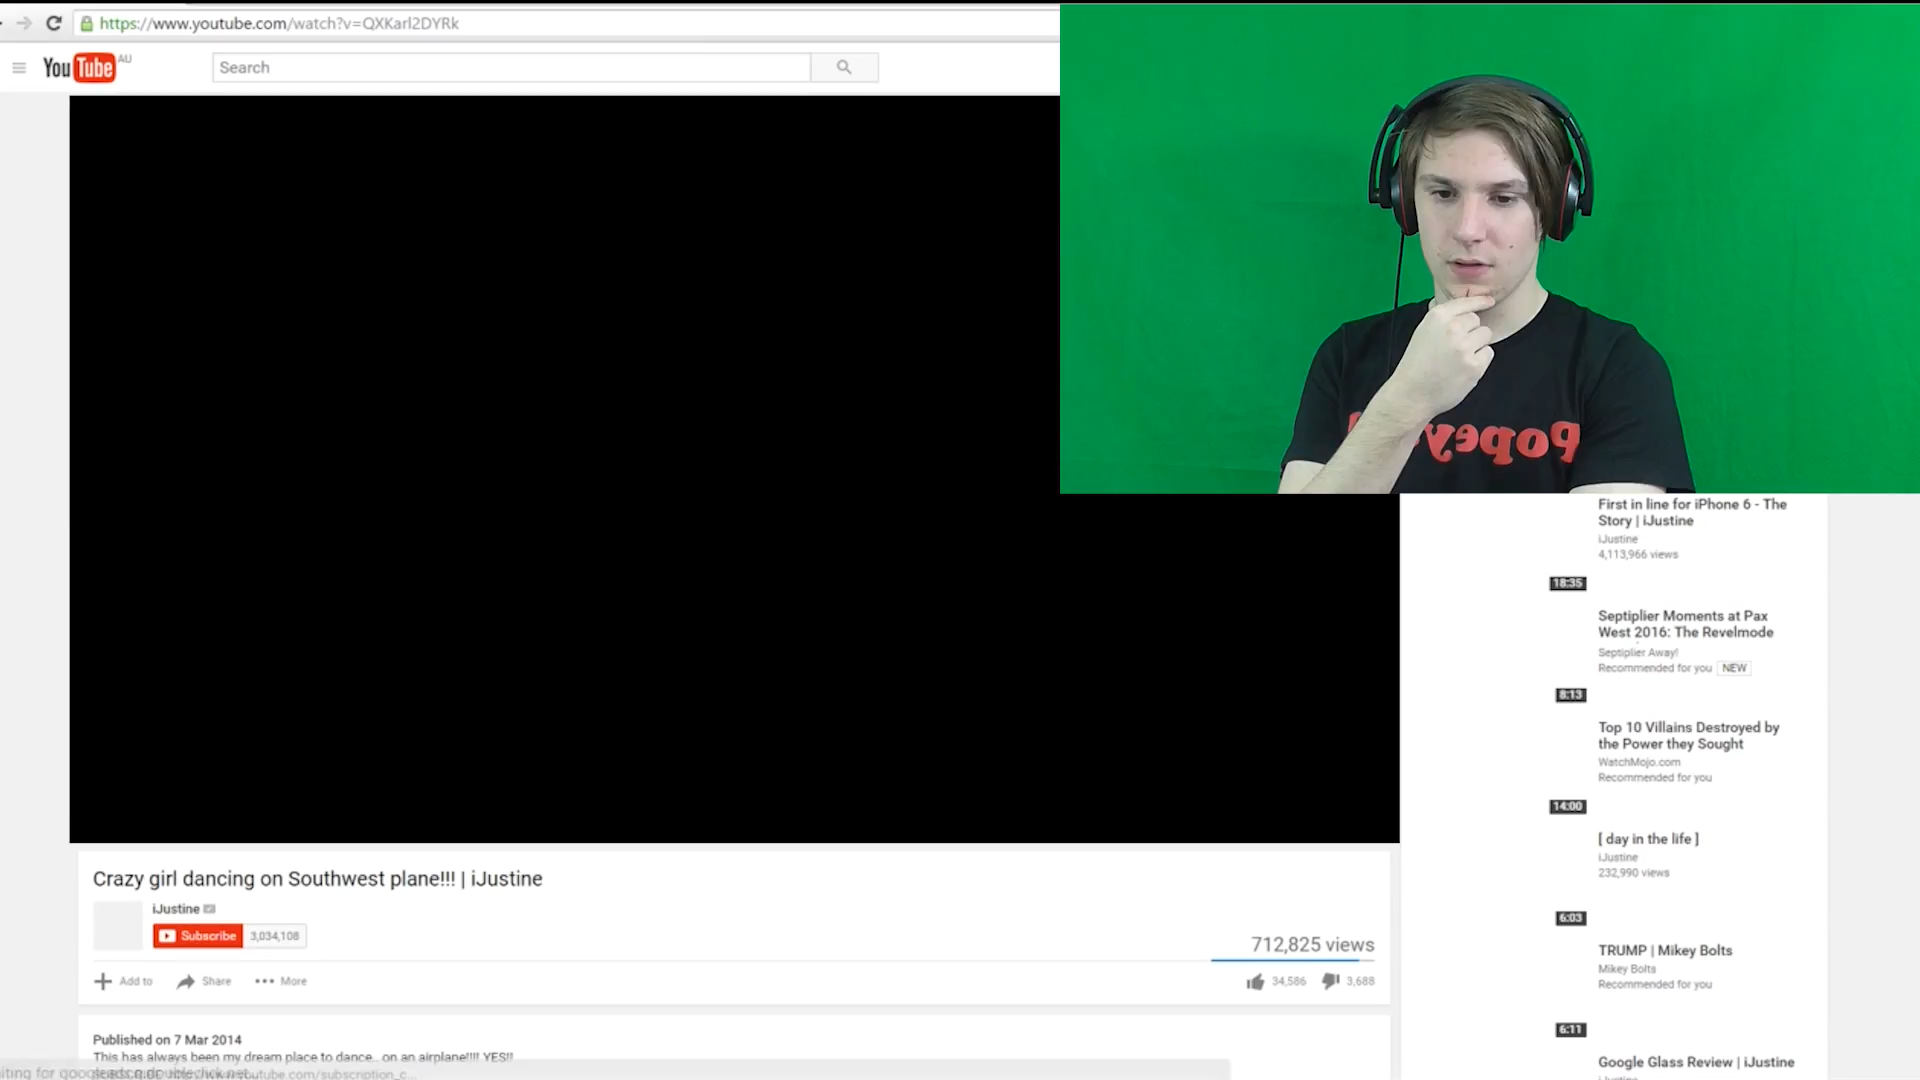 https://www.youtube.com/watch?v=QXKarl2DYRk
YouTube AU
Search
Popey
First in line for iPhone 6 - The
Story | iJustine
iJustine
4,113,966 views
18:35
Septiplier Moments at Pax
West 2016: The Revelmode
Septiplier Away!
Recommended for you NEW
8:13
Top 10 Villains Destroyed by
the Power they Sought
WatchMojo.com
Recommended for you
14:00
[ day in the life ]
iJustine
232,990 views
6:03
TRUMP | Mikey Bolts
Mikey Bolts
Recommended for you
6:11
Google Glass Review | iJustine
Crazy girl dancing on Southwest plane!!! | iJustine
iJustine
Subscribe 3,034,108
712,825 views
Add to Share More
34,586 3,688
Published on 7 Mar 2014
This has always been my dream place to dance.. on an airplane!!!! YES!!